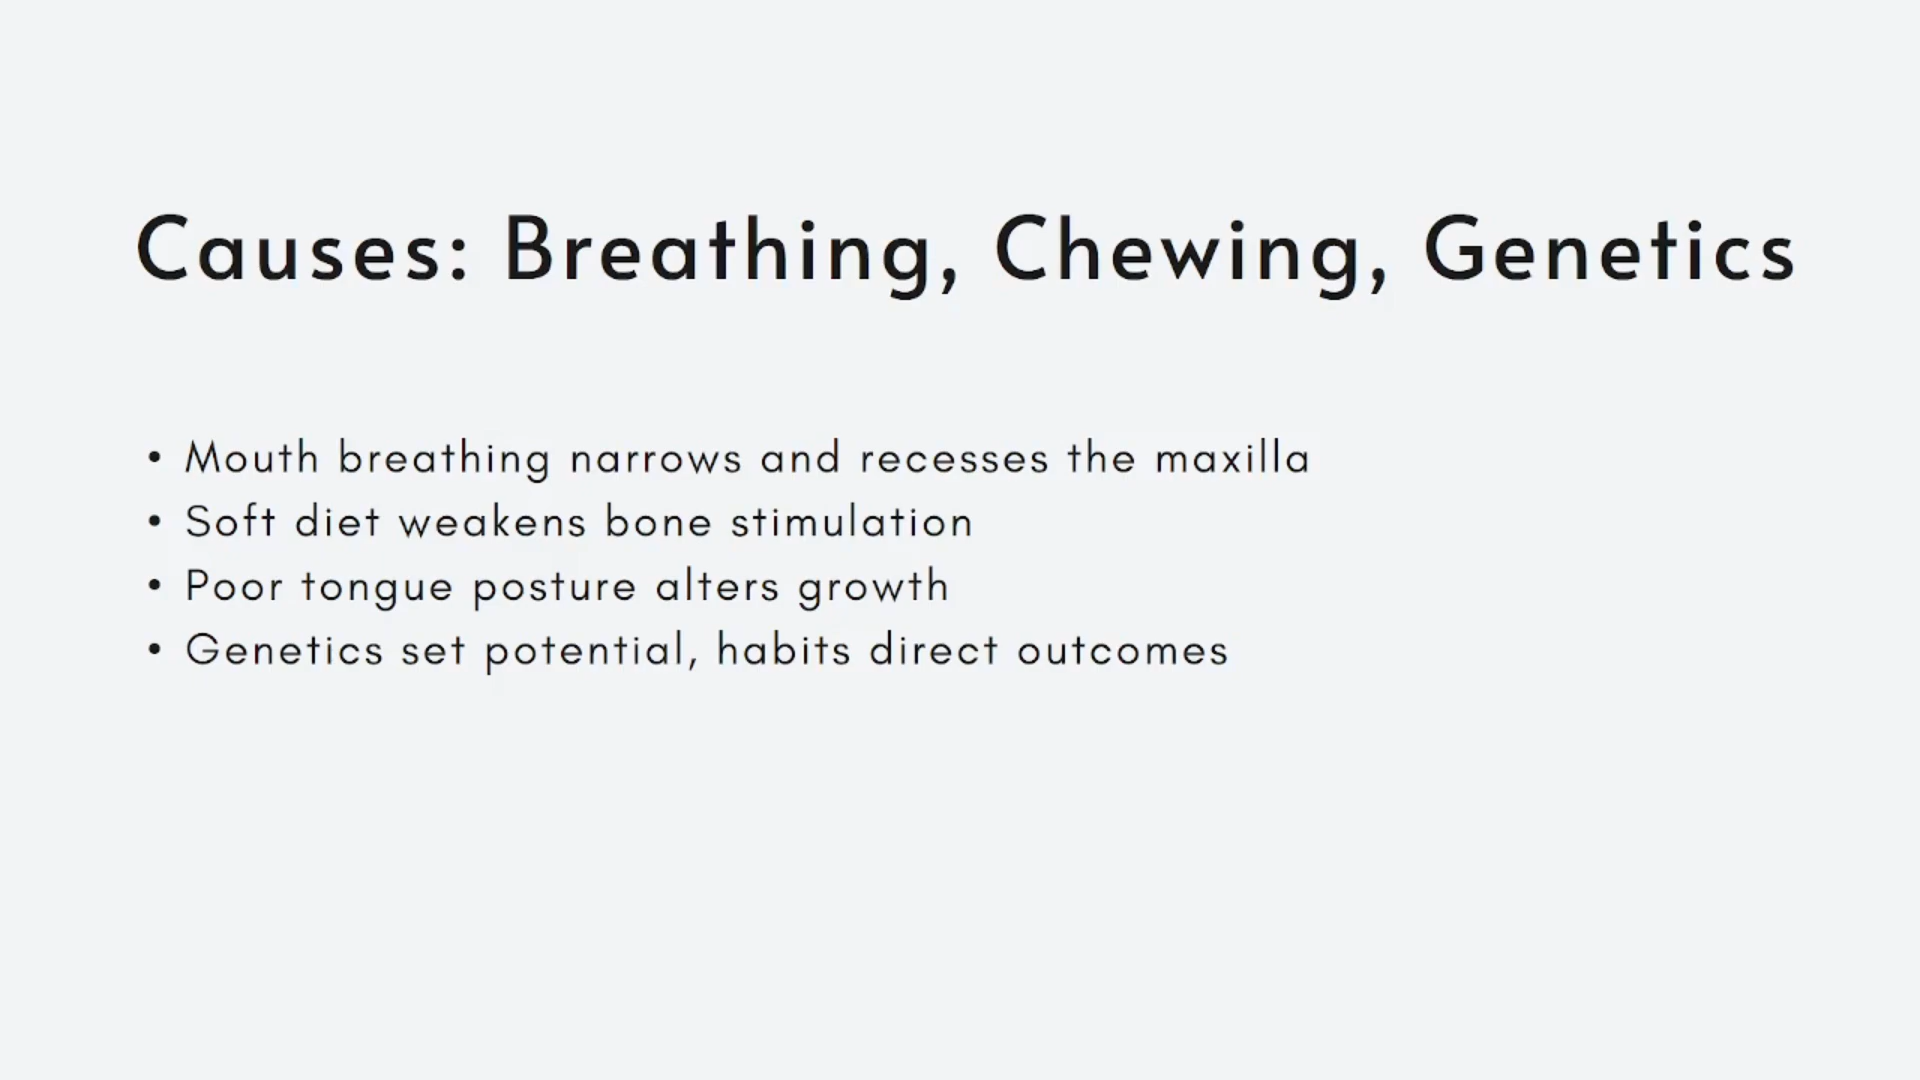 Causes: Breathing, Chewing, Genetics
• Mouth breathing narrows and recesses the maxilla
• Soft diet weakens bone stimulation
• Poor tongue posture alters growth
• Genetics set potential, habits direct outcomes